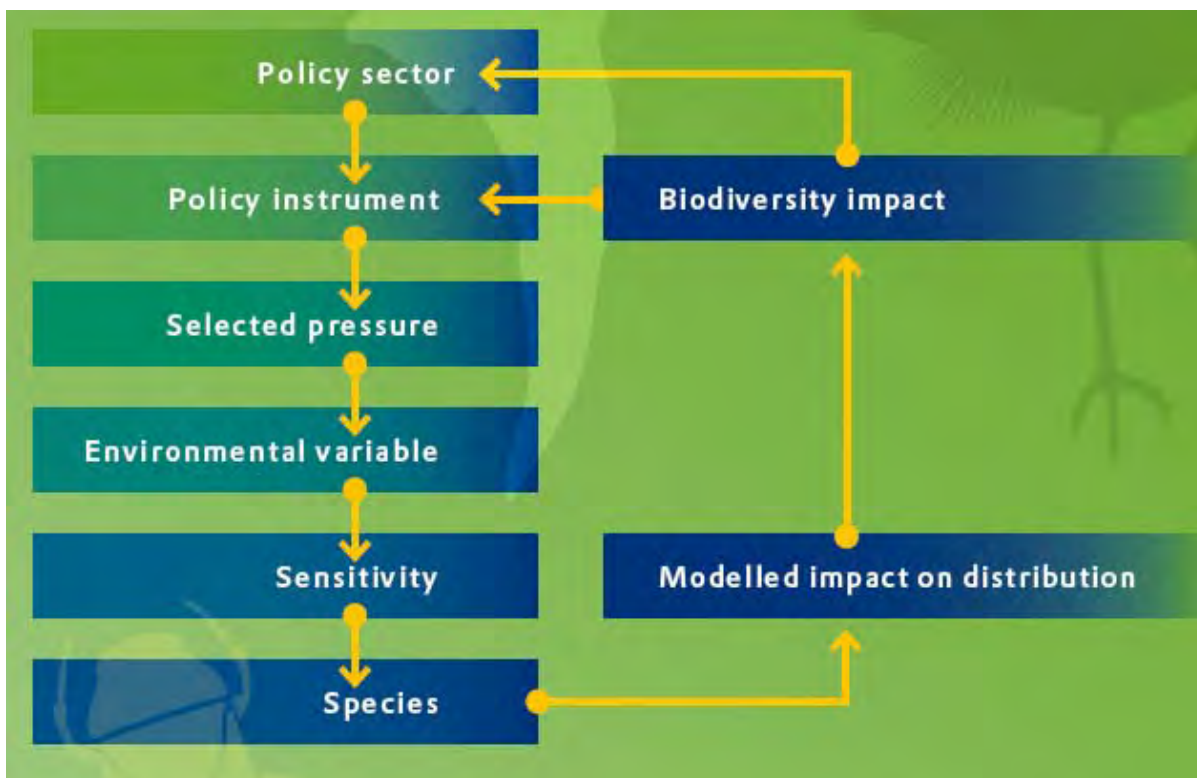 Policy sector
Policy instrument
Biodiversity impact
Selected pressure
Environmental variable
Sensitivity
Modelled impact on distribution
Species